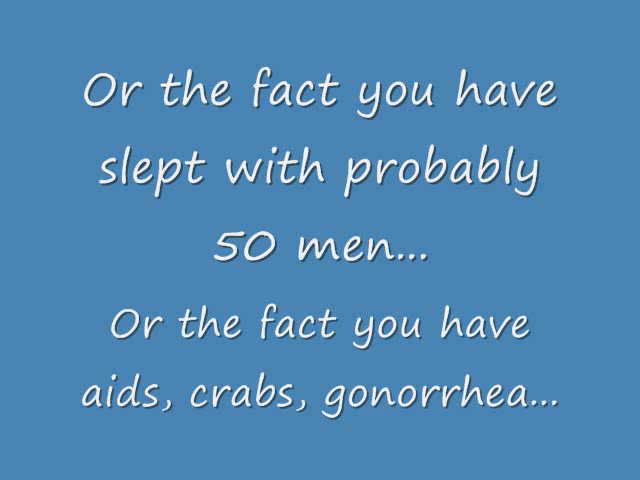 Or the fact you have
slept with probably
50 men...
Or the fact you have
aids, crabs, gonorrhea...